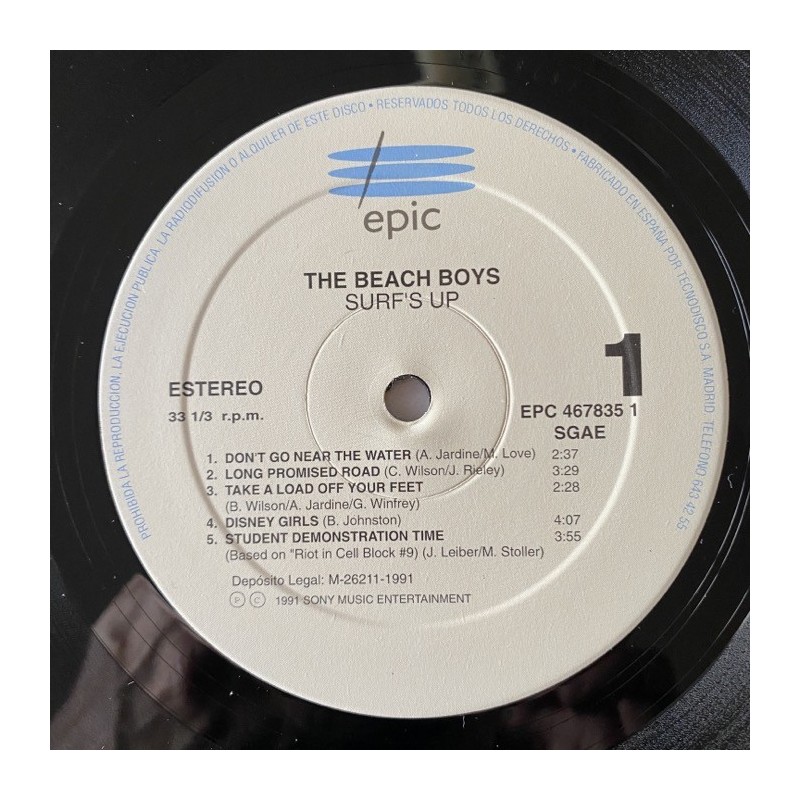 PROHIBIDA LA REPRODUCCION. LA EJECUCION PUBLICA. LA RADIODIFUSION O ALQUILER DE ESTE DISCO • RESERVADOS TODOS LOS DERECHOS • FABRICADO EN ESPAÑA POR TECNODISCO S.A. MADRID. TELEFONO 643 42 55
epic
THE BEACH BOYS
SURF'S UP
1
ESTEREO
33 1/3 r.p.m.
EPC 467835 1
SGAE
1. DON'T GO NEAR THE WATER (A. Jardine/M. Love) 2:37
2. LONG PROMISED ROAD (C. Wilson/J. Rieley) 3:29
3. TAKE A LOAD OFF YOUR FEET 2:28
(B. Wilson/A. Jardine/G. Winfrey)
4. DISNEY GIRLS (B. Johnston) 4:07
5. STUDENT DEMONSTRATION TIME 3:55
(Based on "Riot in Cell Block #9) (J. Leiber/M. Stoller)
Depósito Legal: M-26211-1991
Ⓟ Ⓒ 1991 SONY MUSIC ENTERTAINMENT